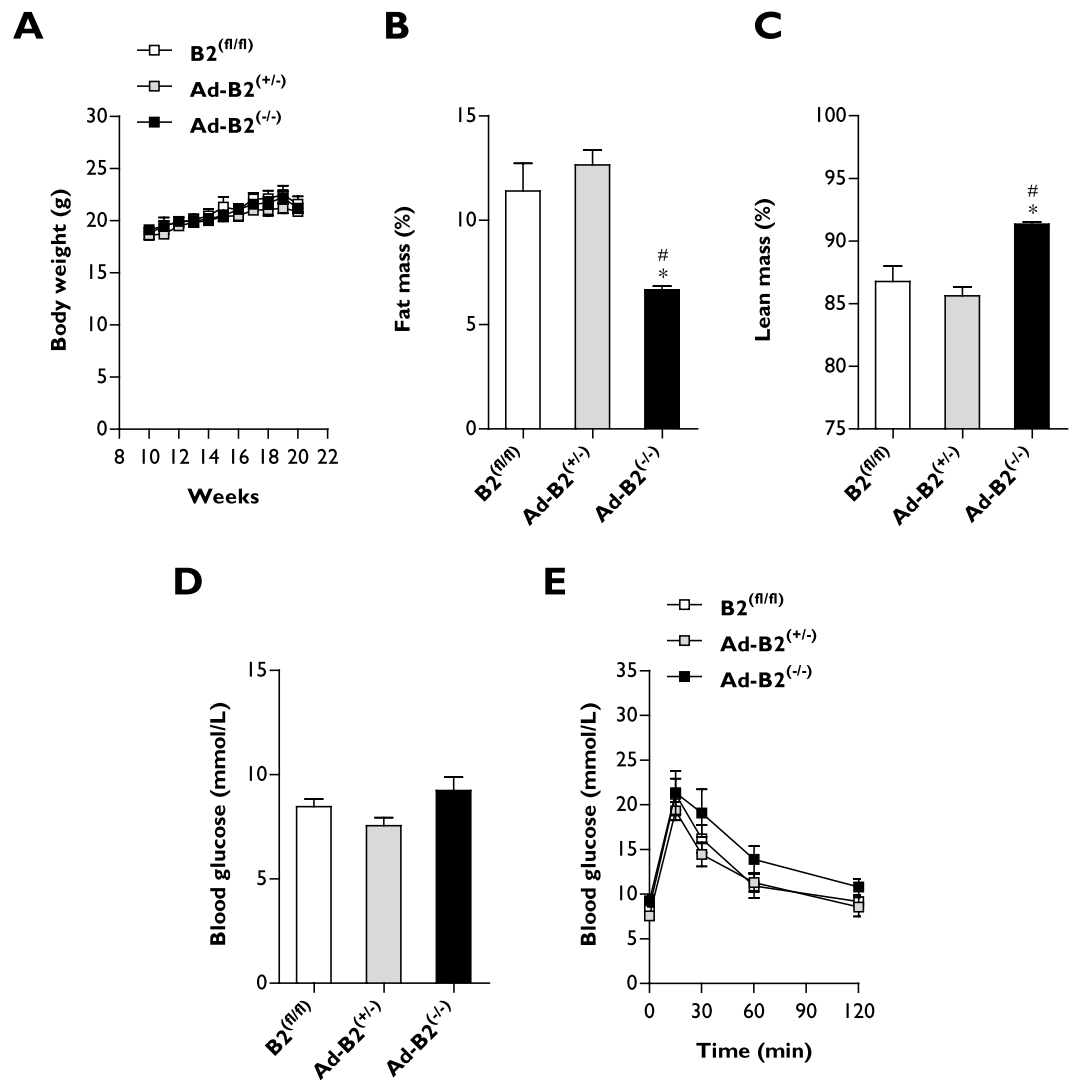 A
B2(fl/fl)
Ad-B2(+/-)
Ad-B2(-/-)
30
25
20
15
10
5
0
Body weight (g)
8 10 12 14 16 18 20 22
Weeks
B
15
10
5
0
Fat mass (%)
#
*
B2(fl/fl)
Ad-B2(+/-)
Ad-B2(-/-)
C
100
95
90
85
80
75
Lean mass (%)
#
*
B2(fl/fl)
Ad-B2(+/-)
Ad-B2(-/-)
D
15
10
5
0
Blood glucose (mmol/L)
B2(fl/fl)
Ad-B2(+/-)
Ad-B2(-/-)
E
B2(fl/fl)
Ad-B2(+/-)
Ad-B2(-/-)
35
30
25
20
15
10
5
0
Blood glucose (mmol/L)
0 30 60 90 120
Time (min)